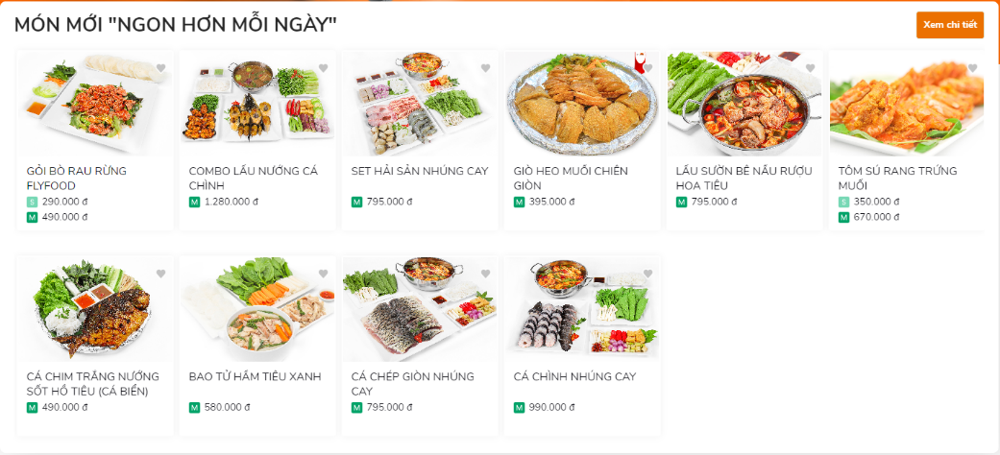 MÓN MỚI "NGON HƠN MỖI NGÀY"
Xem chi tiết
GỎI BÒ RAU RỪNG
FLYFOOD
S 290.000 đ
M 490.000 đ
COMBO LẨU NƯỚNG CÁ
CHÌNH
M 1.280.000 đ
SET HẢI SẢN NHÚNG CAY
M 795.000 đ
GIÒ HEO MUỐI CHIÊN
GIÒN
M 395.000 đ
LẨU SƯỜN BÊ NẤU RƯỢU
HOA TIÊU
M 795.000 đ
TÔM SÚ RANG TRỨNG
MUỐI
S 350.000 đ
M 670.000 đ
CÁ CHIM TRẮNG NƯỚNG
SỐT HỒ TIÊU (CÁ BIỂN)
M 490.000 đ
BAO TỬ HẦM TIÊU XANH
M 580.000 đ
CÁ CHÉP GIÒN NHÚNG
CAY
M 795.000 đ
CÁ CHÌNH NHÚNG CAY
M 990.000 đ